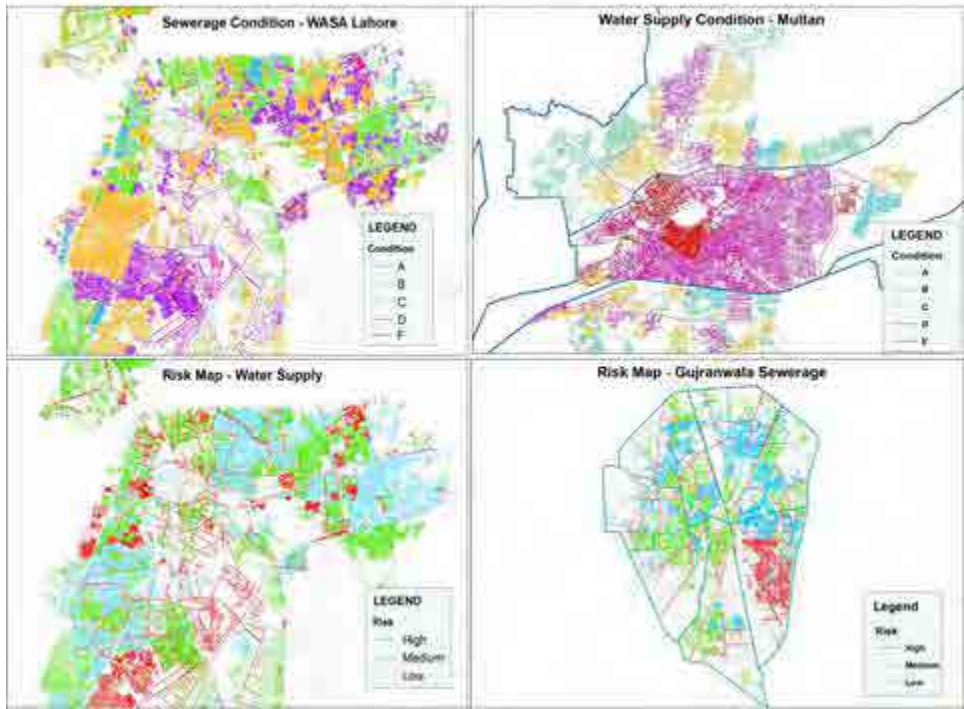 Sewerage Condition - WASA Lahore
LEGEND
Condition
A
B
C
D
F
Water Supply Condition - Multan
LEGEND
Condition
A
B
C
D
F
Risk Map - Water Supply
LEGEND
Risk
High
Medium
Low
Risk Map - Gujranwala Sewerage
Legend
Risk
High
Medium
Low